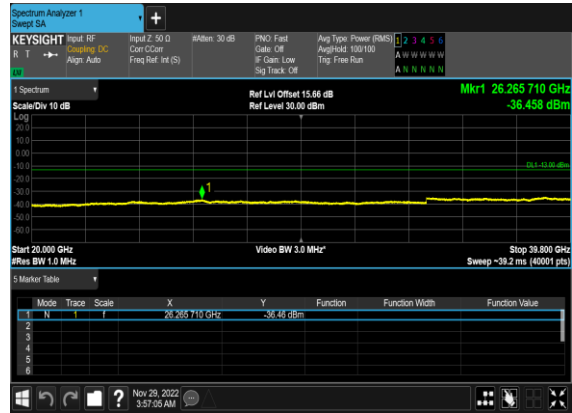 Spectrum Analyzer 1
Swept SA
+
KEYSIGHT Input: RF Input Z: 50 Ω #Atten: 30 dB PNO: Fast Avg Type: Power (RMS) 1 2 3 4 5 6
R T Coupling: DC Corr CCorr Gate: Off Avg|Hold: 100/100 A W W W W W
Align: Auto Freq Ref: Int (S) IF Gain: Low Trig: Free Run
LW Sig Track: Off A N N N N N
1 Spectrum Ref Lvl Offset 15.66 dB Mkr1 26.265 710 GHz
Scale/Div 10 dB Ref Level 30.00 dBm -36.458 dBm
Log
20.0
10.0
0.00
-10.0
DL1 -13.00 dBm
-20.0
-30.0
1
-40.0
-50.0
-60.0
Start 20.000 GHz Video BW 3.0 MHz* Stop 39.800 GHz
#Res BW 1.0 MHz Sweep ~39.2 ms (40001 pts)
5 Marker Table
Mode Trace Scale X Y Function Function Width Function Value
1 N 1 f 26.265 710 GHz -36.46 dBm
2
3
4
5
6
? Nov 29, 2022
3:57:05 AM